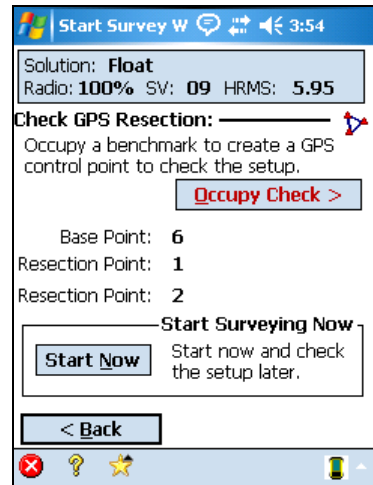 Start Survey W 3:54
Solution: Float
Radio: 100% SV: 09 HRMS: 5.95
Check GPS Resection:
Occupy a benchmark to create a GPS
control point to check the setup.
Occupy Check >
Base Point: 6
Resection Point: 1
Resection Point: 2
Start Surveying Now
Start Now
Start now and check
the setup later.
< Back